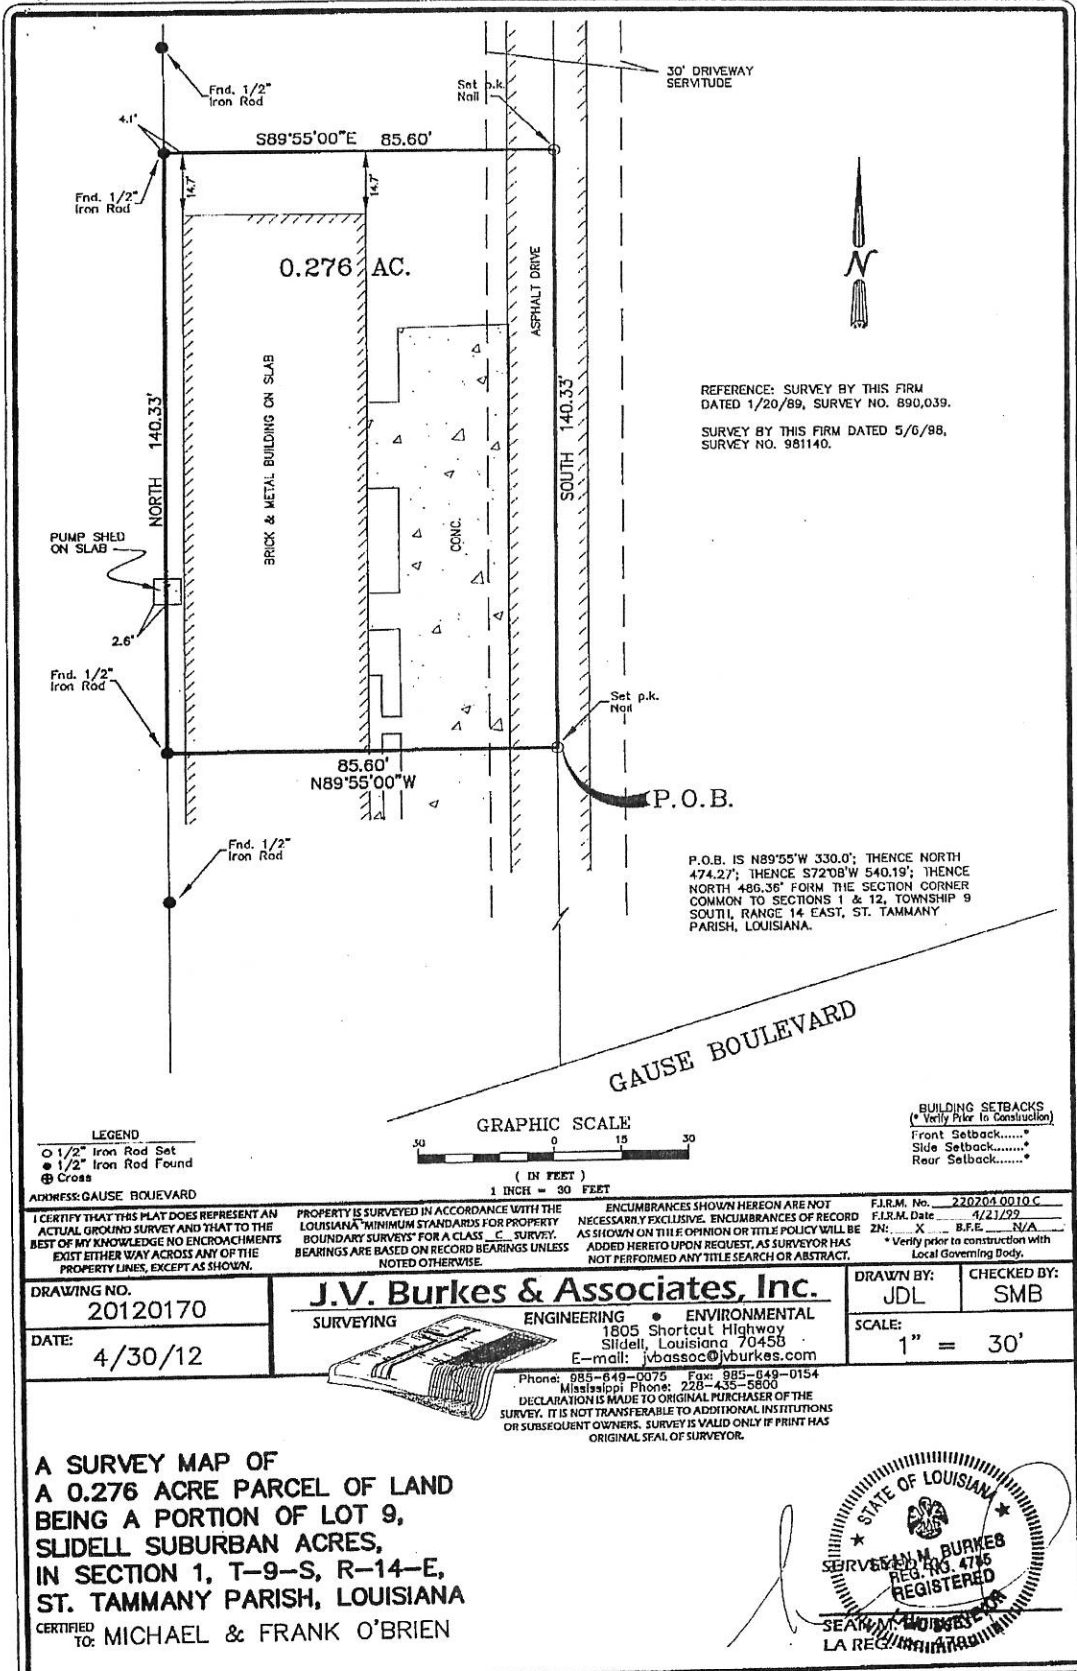 Fnd. 1/2"
Iron Rod
Set p.k.
Nail
30' DRIVEWAY
SERVITUDE
4.1'
S89°55'00"E 85.60'
Fnd. 1/2"
Iron Rod
14.7'
14.7'
0.276 AC.
ASPHALT DRIVE
N
BRICK & METAL BUILDING ON SLAB
NORTH 140.33'
SOUTH 140.33'
CONC.
REFERENCE: SURVEY BY THIS FIRM
DATED 1/20/89, SURVEY NO. 890,039.
SURVEY BY THIS FIRM DATED 5/6/98,
SURVEY NO. 981140.
PUMP SHED
ON SLAB
2.6'
Fnd. 1/2"
Iron Rod
Set p.k.
Nail
85.60'
N89°55'00"W
P.O.B.
Fnd. 1/2"
Iron Rod
P.O.B. IS N89°55'W 330.0'; THENCE NORTH
474.27'; THENCE S72°08'W 540.19'; THENCE
NORTH 486.36' FORM THE SECTION CORNER
COMMON TO SECTIONS 1 & 12, TOWNSHIP 9
SOUTH, RANGE 14 EAST, ST. TAMMANY
PARISH, LOUISIANA.
GAUSE BOULEVARD
LEGEND
1/2" Iron Rod Set
1/2" Iron Rod Found
Cross
ADDRESS: GAUSE BOUEVARD
GRAPHIC SCALE
30 0 15 30
( IN FEET )
1 INCH = 30 FEET
BUILDING SETBACKS
(* Verify Prior to Construction)
Front Setback......*
Side Setback........*
Rear Setback.......*
I CERTIFY THAT THIS PLAT DOES REPRESENT AN
ACTUAL GROUND SURVEY AND THAT TO THE
BEST OF MY KNOWLEDGE NO ENCROACHMENTS
EXIST EITHER WAY ACROSS ANY OF THE
PROPERTY LINES, EXCEPT AS SHOWN.
PROPERTY IS SURVEYED IN ACCORDANCE WITH THE
LOUISIANA "MINIMUM STANDARDS FOR PROPERTY
BOUNDARY SURVEYS" FOR A CLASS C SURVEY.
BEARINGS ARE BASED ON RECORD BEARINGS UNLESS
NOTED OTHERWISE.
ENCUMBRANCES SHOWN HEREON ARE NOT
NECESSARILY EXCLUSIVE. ENCUMBRANCES OF RECORD
AS SHOWN ON TITLE OPINION OR TITLE POLICY WILL BE
ADDED HERETO UPON REQUEST, AS SURVEYOR HAS
NOT PERFORMED ANY TITLE SEARCH OR ABSTRACT.
F.I.R.M. No. 220204 0010 C
F.I.R.M. Date 4/21/99
ZN: X B.F.E. N/A
* Verify prior to construction with
Local Governing Body.
DRAWING NO.
20120170
DATE:
4/30/12
J.V. Burkes & Associates, Inc.
SURVEYING ENGINEERING • ENVIRONMENTAL
1805 Shortcut Highway
Slidell, Louisiana 70458
E-mail: jvbassoc@jvburkes.com
Phone: 985-649-0075 Fax: 985-649-0154
Mississippi Phone: 228-435-5800
DECLARATION IS MADE TO ORIGINAL PURCHASER OF THE
SURVEY. IT IS NOT TRANSFERABLE TO ADDITIONAL INSTITUTIONS
OR SUBSEQUENT OWNERS. SURVEY IS VALID ONLY IF PRINT HAS
ORIGINAL SEAL OF SURVEYOR.
DRAWN BY:
JDL
CHECKED BY:
SMB
SCALE:
1" = 30'
A SURVEY MAP OF
A 0.276 ACRE PARCEL OF LAND
BEING A PORTION OF LOT 9,
SLIDELL SUBURBAN ACRES,
IN SECTION 1, T-9-S, R-14-E,
ST. TAMMANY PARISH, LOUISIANA
CERTIFIED TO: MICHAEL & FRANK O'BRIEN
STATE OF LOUISIANA
SEAN M. BURKES
REG. NO. 4785
REGISTERED
LAND SURVEYOR
LA REG.